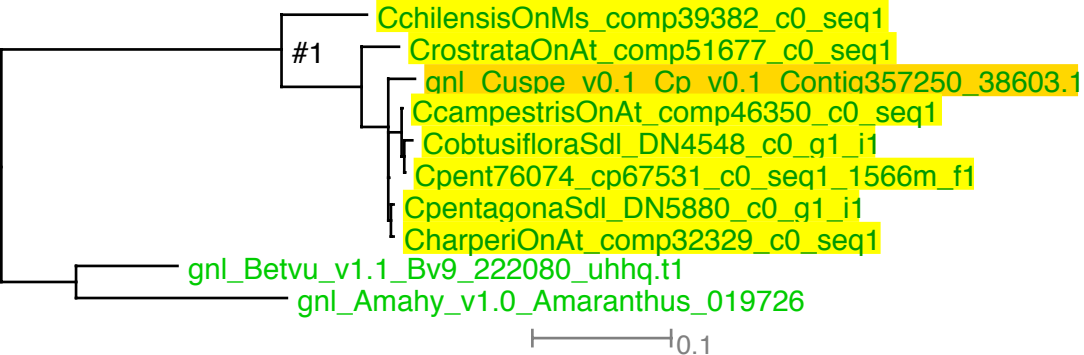 CchilensisOnMs_comp39382_c0_seq1
#1
CrostrataOnAt_comp51677_c0_seq1
gnl_Cuspe_v0.1_Cp_v0.1_Contig357250_38603.1
CcampestrisOnAt_comp46350_c0_seq1
CobtusifloraSdl_DN4548_c0_g1_i1
Cpent76074_cp67531_c0_seq1_1566m_f1
CpentagonaSdl_DN5880_c0_g1_i1
CharperiOnAt_comp32329_c0_seq1
gnl_Betvu_v1.1_Bv9_222080_uhhq.t1
gnl_Amahy_v1.0_Amaranthus_019726
0.1